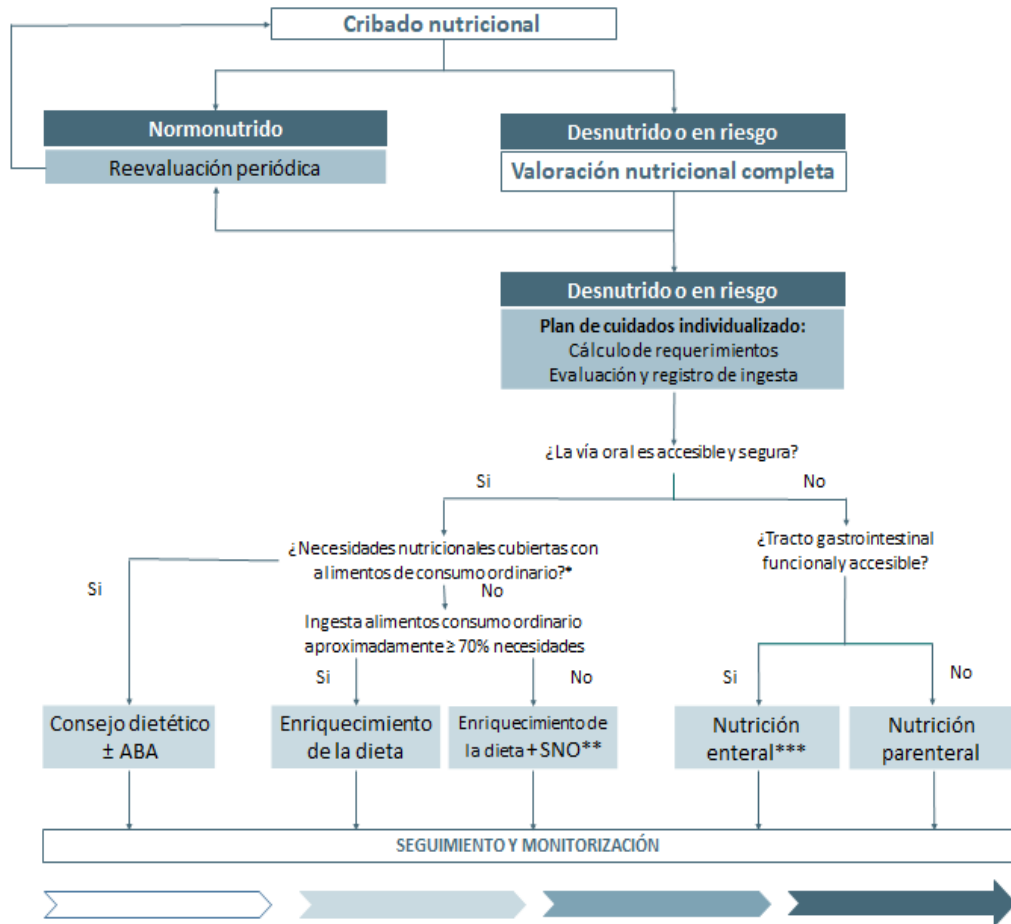 Cribado nutricional
Normonutrido
Reevaluación periódica
Desnutrido o en riesgo
Valoración nutricional completa
Desnutrido o en riesgo
Plan de cuidados individualizado:
Cálculo de requerimientos
Evaluación y registro de ingesta
¿La vía oral es accesible y segura?
Si
No
¿Necesidades nutricionales cubiertas con
alimentos de consumo ordinario?*
¿Tracto gastrointestinal
funcional y accesible?
Si
No
Ingesta alimentos consumo ordinario
aproximadamente ≥ 70% necesidades
Si
No
Si
No
Consejo dietético
± ABA
Enriquecimiento
de la dieta
Enriquecimiento de
la dieta + SNO**
Nutrición
enteral***
Nutrición
parenteral
SEGUIMIENTO Y MONITORIZACIÓN